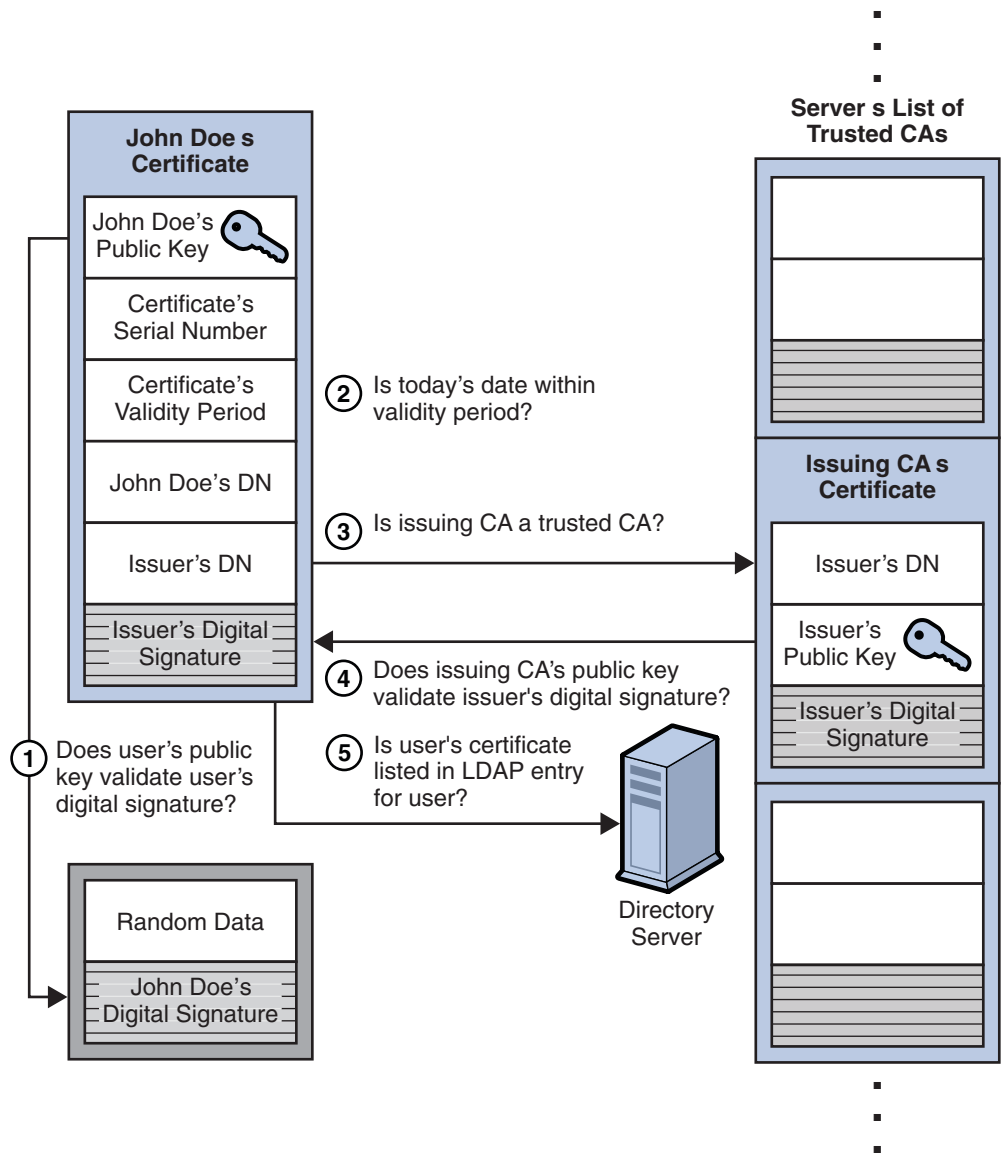 Server s List of
Trusted CAs
John Doe s
Certificate
John Doe's
Public Key
Certificate's
Serial Number
Certificate's
Validity Period
John Doe's DN
Issuer's DN
Issuer's Digital
Signature
2 Is today's date within
validity period?
3 Is issuing CA a trusted CA?
Issuing CA s
Certificate
Issuer's DN
Issuer's
Public Key
Issuer's Digital
Signature
4 Does issuing CA's public key
validate issuer's digital signature?
1 Does user's public
key validate user's
digital signature?
5 Is user's certificate
listed in LDAP entry
for user?
Directory
Server
Random Data
John Doe's
Digital Signature